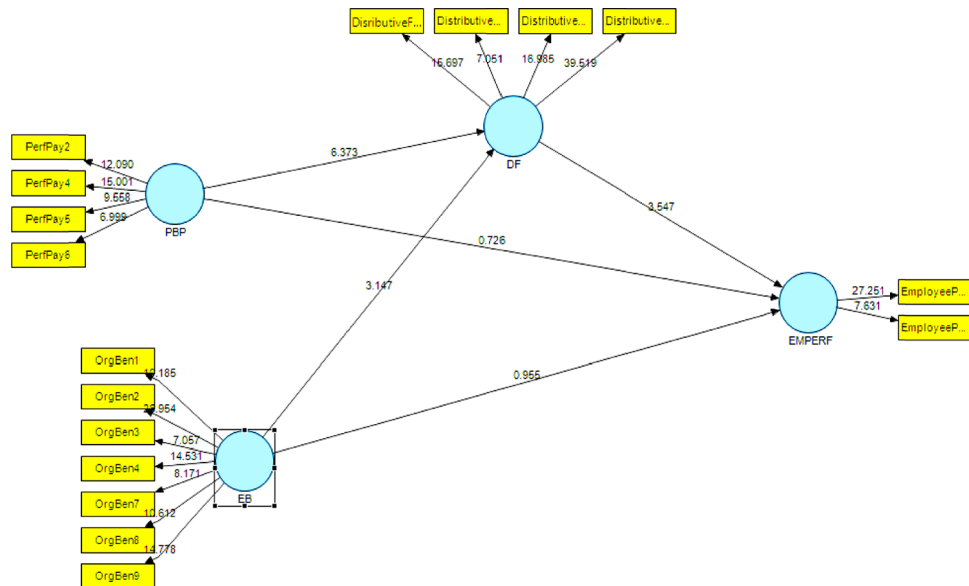 DisributiveF...
Distributive...
Distributive...
Distributive...
15.697
7.051
16.985
39.519
DF
PerfPay2
PerfPay4
PerfPay5
PerfPay6
12.090
15.001
9.558
6.999
PBP
6.373
3.547
0.726
3.147
0.955
27.251
7.631
EmployeeP...
EmployeeP...
EMPERF
OrgBen1
OrgBen2
OrgBen3
OrgBen4
OrgBen7
OrgBen8
OrgBen9
7.057
14.531
8.171
10.612
14.778
EB